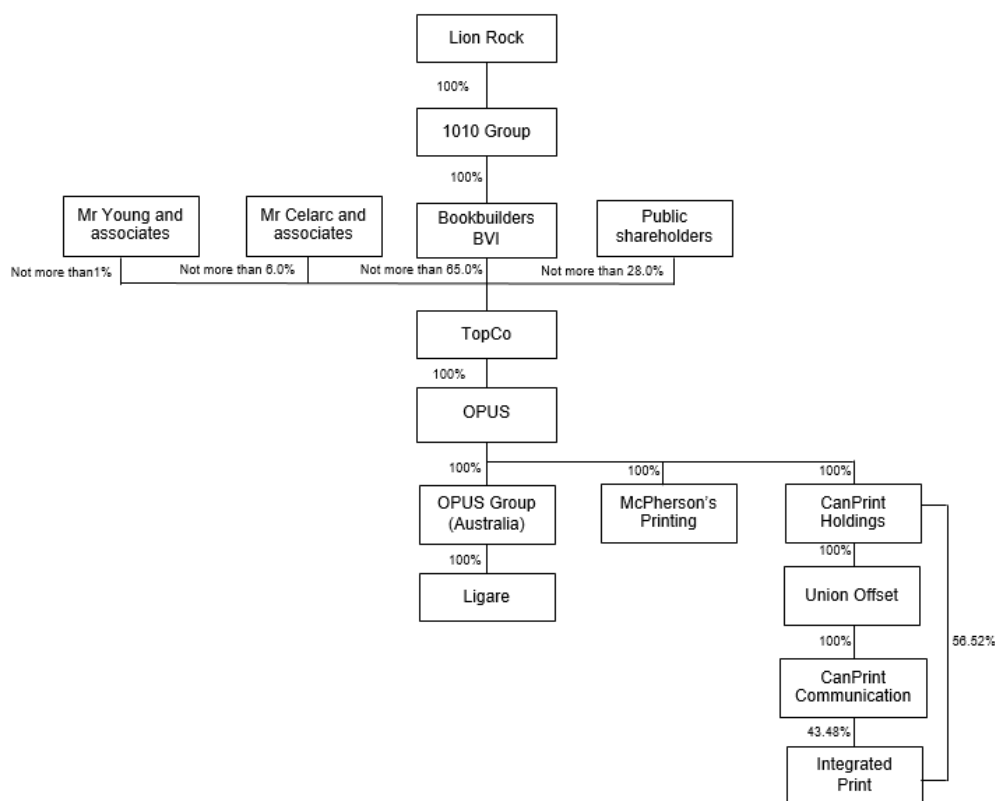 Lion Rock
100%
1010 Group
100%
Mr Young and
associates
Mr Celarc and
associates
Bookbuilders
BVI
Public
shareholders
Not more than1%
Not more than 6.0%
Not more than 65.0%
Not more than 28.0%
TopCo
100%
OPUS
100%
100%
100%
OPUS Group
(Australia)
McPherson's
Printing
CanPrint
Holdings
100%
100%
Ligare
Union Offset
100%
56.52%
CanPrint
Communication
43.48%
Integrated
Print